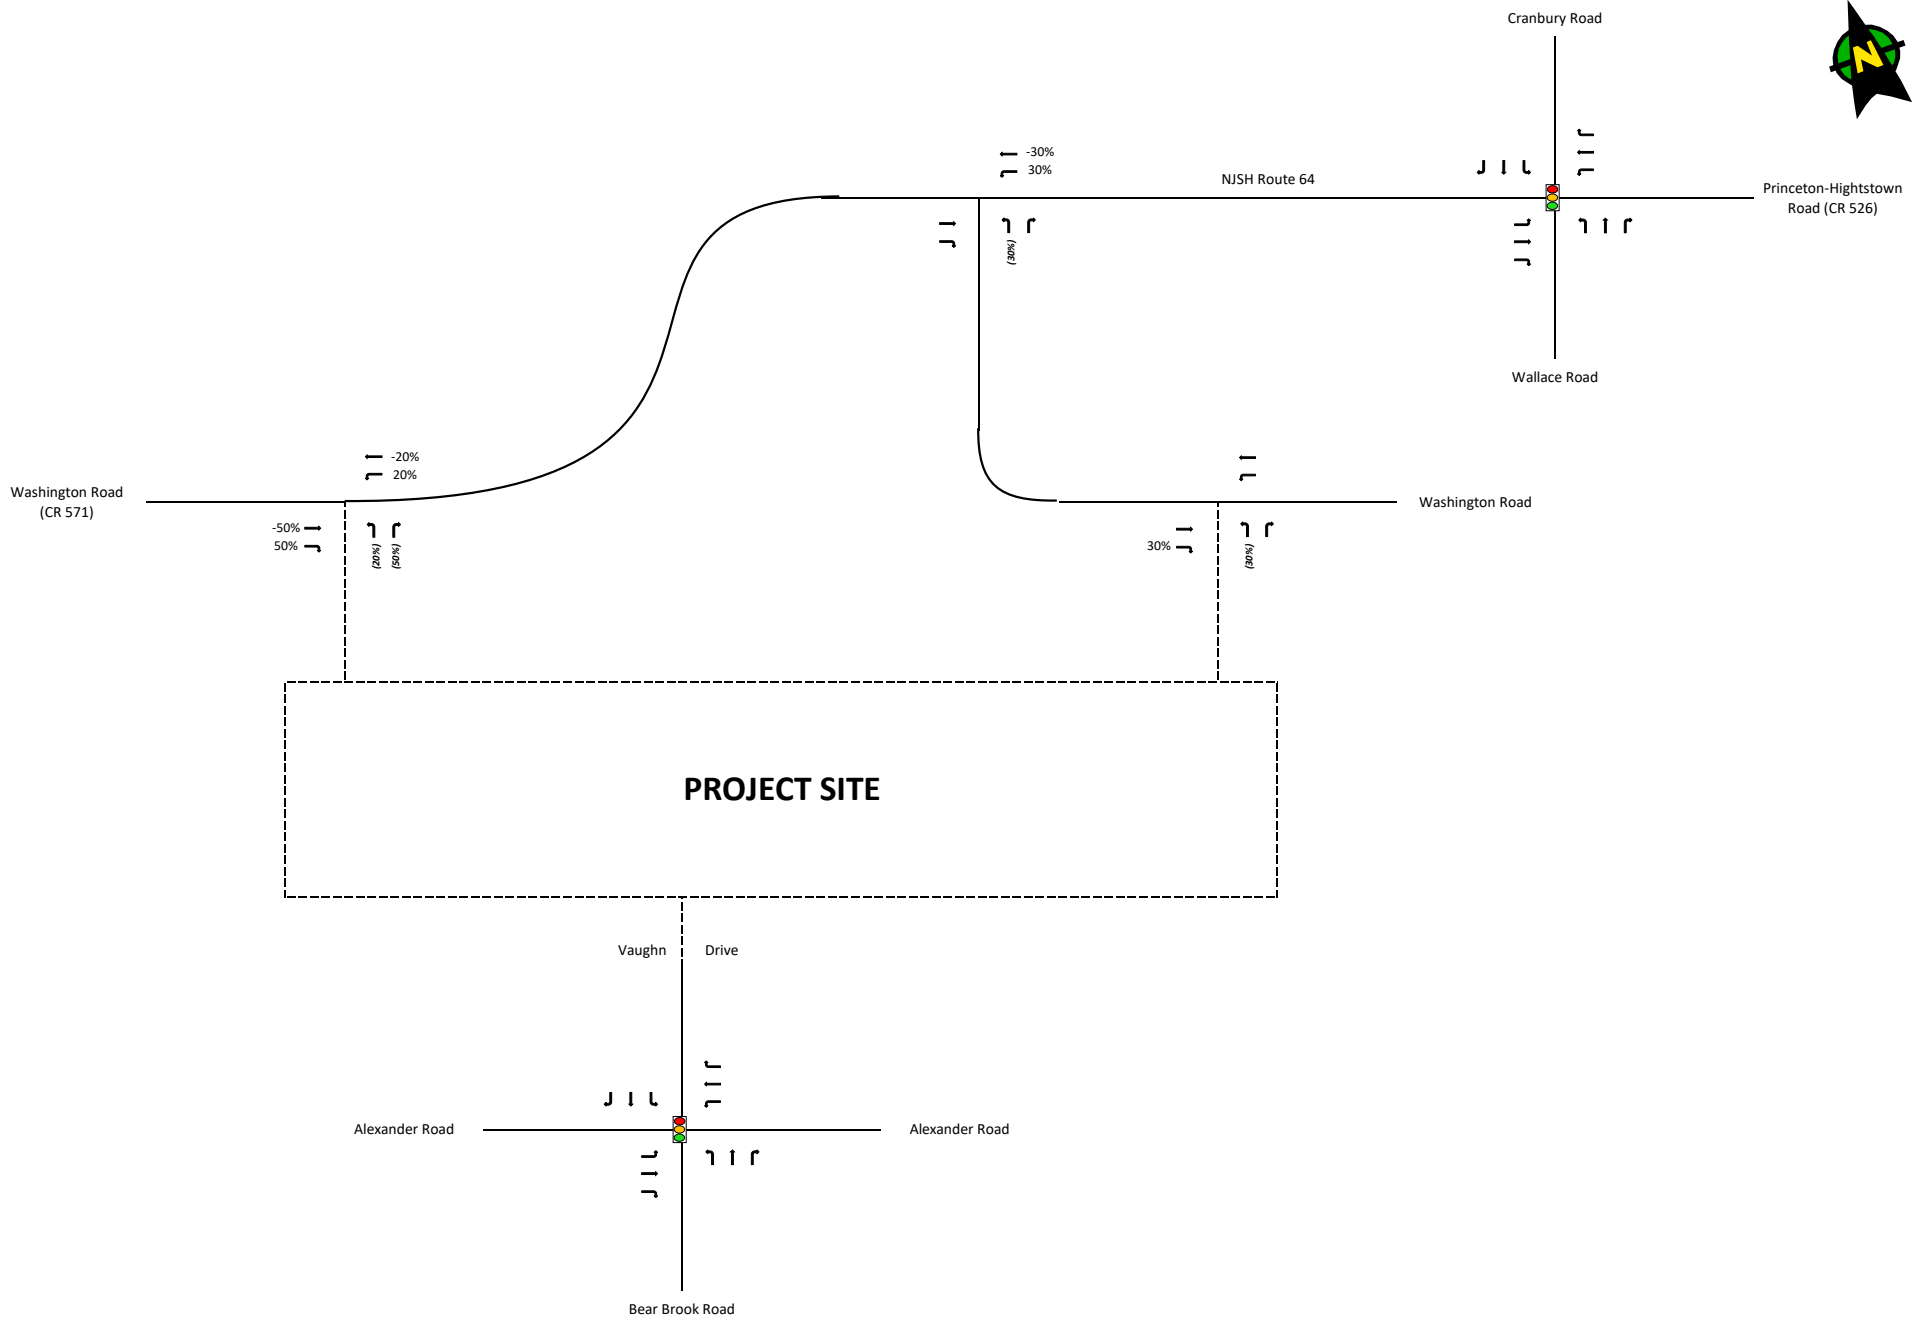 Cranbury Road
N
-30%
30%
NJSH Route 64
Princeton-Hightstown
Road (CR 526)
(30%)
Wallace Road
-20%
20%
Washington Road
(CR 571)
Washington Road
-50%
50%
(20%)
(50%)
30%
(30%)
PROJECT SITE
Vaughn Drive
Alexander Road
Alexander Road
Bear Brook Road